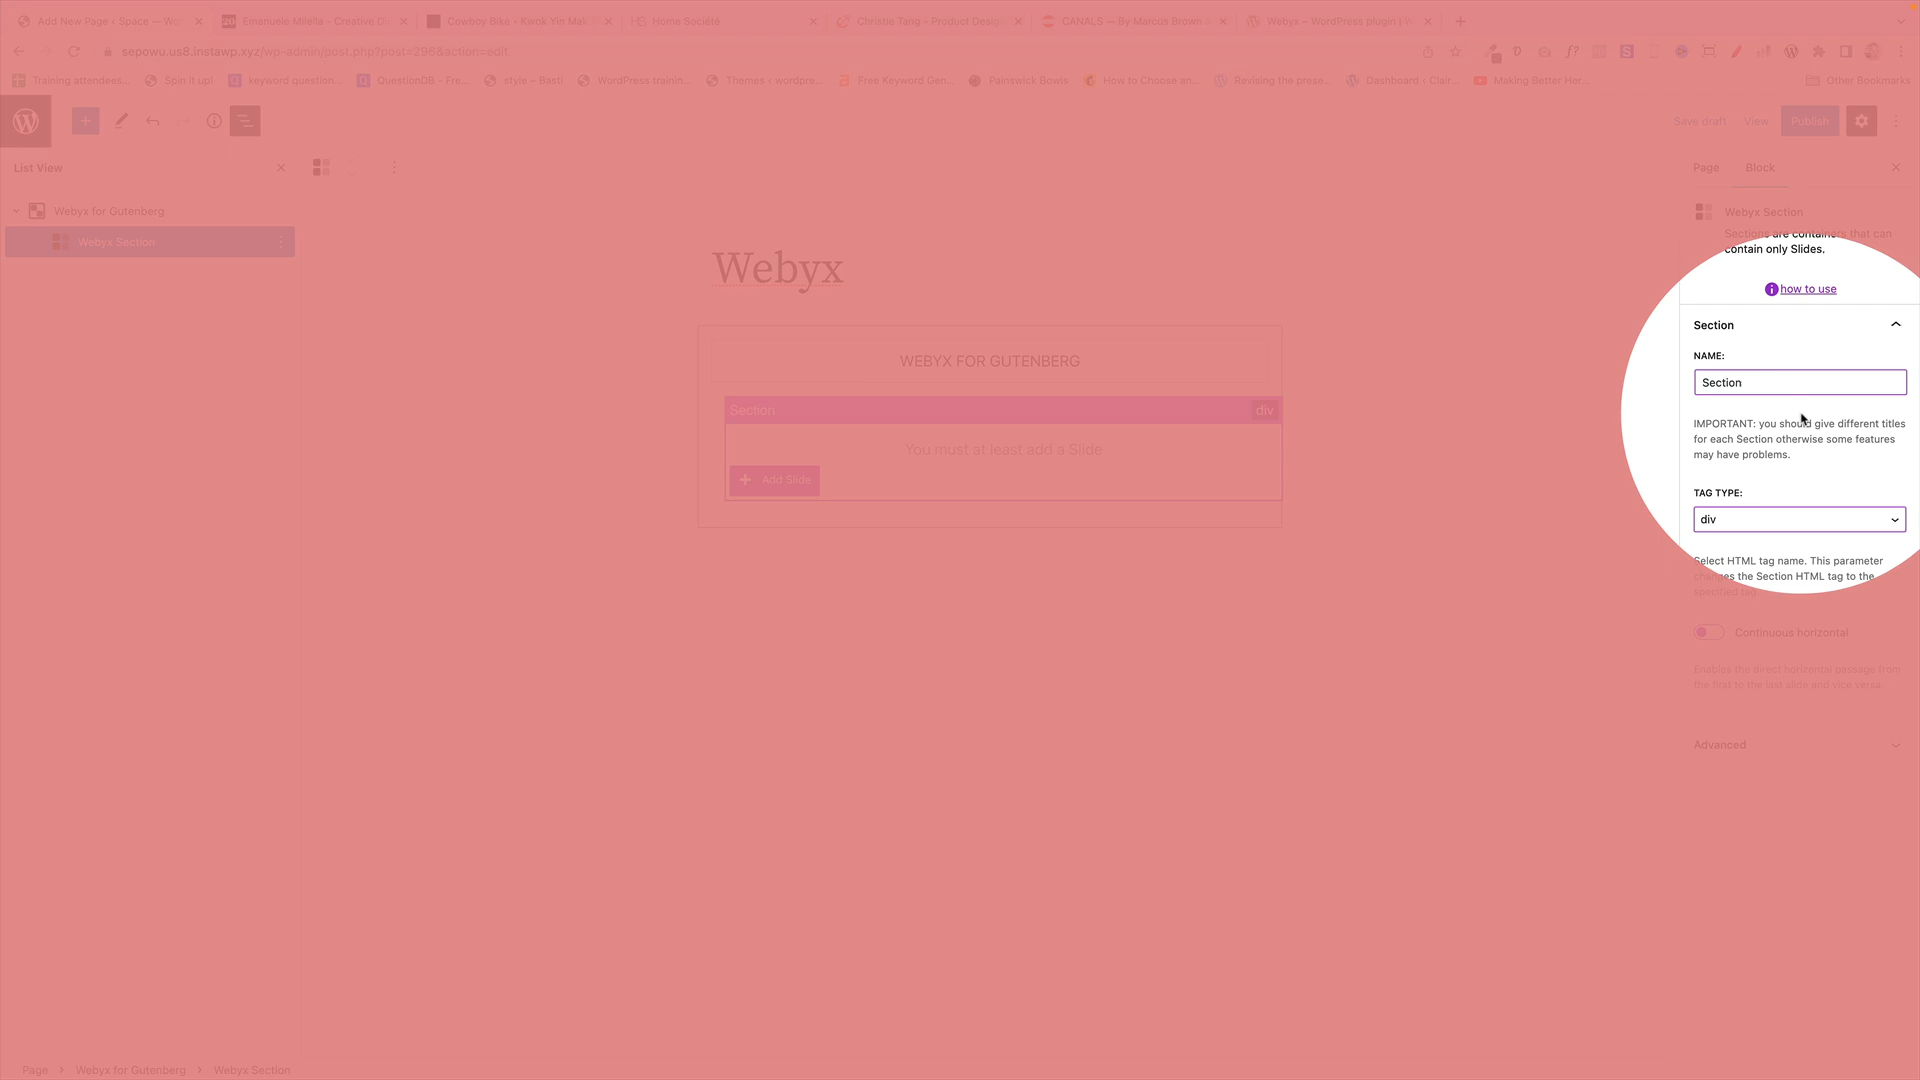 Add New Page ‹ Space — Wo
Emanuele Milella - Creative D
Cowboy Bike - Kwok Yin Mak
Home Société
Christie Tang - Product Design
CANALS — By Marcus Brown
Webyx – WordPress plugin | W
sepowu.us8.instawp.xyz/wp-admin/post.php?post=296&action=edit
Training attendees...
Spin it up!
keyword question...
QuestionDB - Fre...
style – Basti
WordPress trainin...
Themes ‹ wordpre...
Free Keyword Gen...
Painswick Bowls
How to Choose an...
Revising the prese...
Dashboard ‹ Clair...
Making Better Her...
Other Bookmarks
Save draft
View
Publish
List View
Page
Block
Webyx for Gutenberg
Webyx Section
Webyx Section
Sections are containers that can
contain only Slides.
how to use
Webyx
WEBYX FOR GUTENBERG
Section
div
You must at least add a Slide
Add Slide
Section
NAME:
Section
IMPORTANT: you should give different titles
for each Section otherwise some features
may have problems.
TAG TYPE:
div
Select HTML tag name. This parameter
changes the Section HTML tag to the
specified tag.
Continuous horizontal
Enables the direct horizontal passage from
the first to the last slide and vice versa.
Advanced
Page
Webyx for Gutenberg
Webyx Section